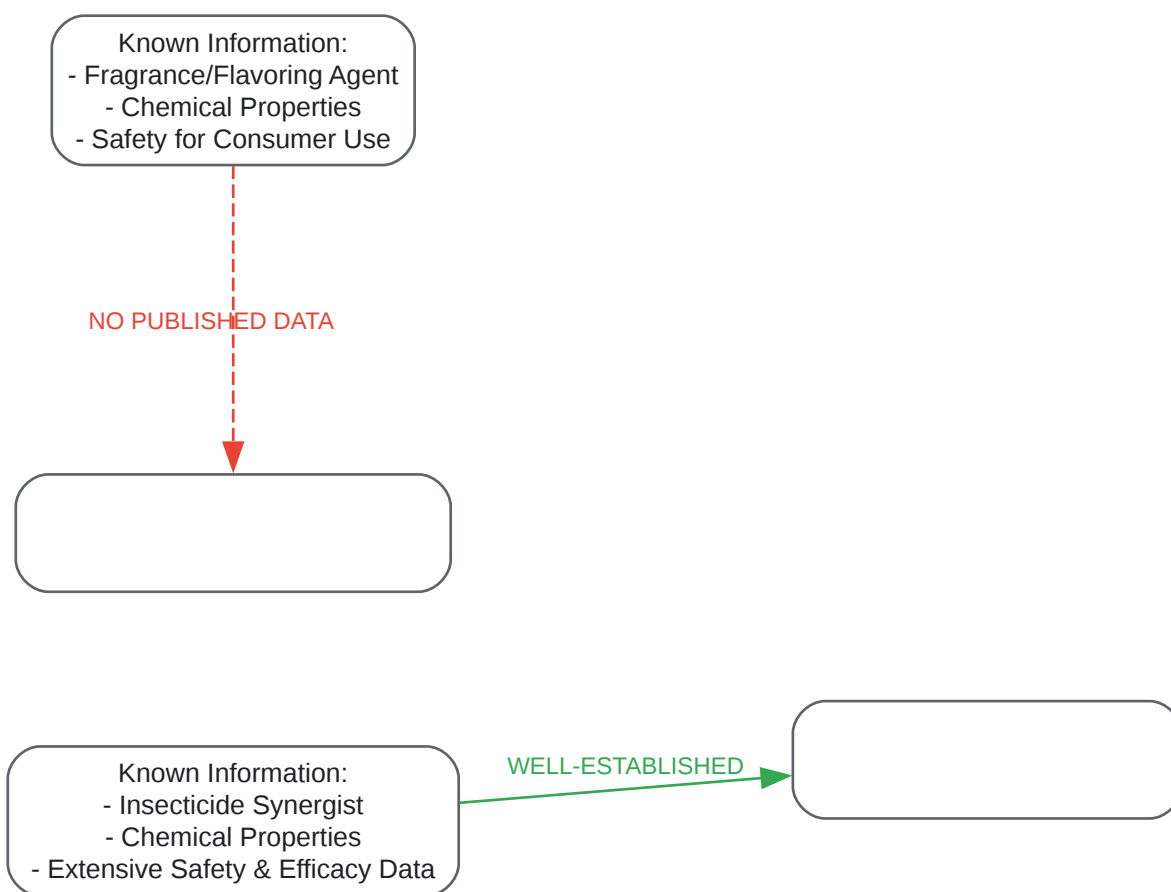 Known Information:
- Fragrance/Flavoring Agent
- Chemical Properties
- Safety for Consumer Use
NO PUBLISHED DATA
Known Information:
- Insecticide Synergist
- Chemical Properties
- Extensive Safety & Efficacy Data
WELL-ESTABLISHED